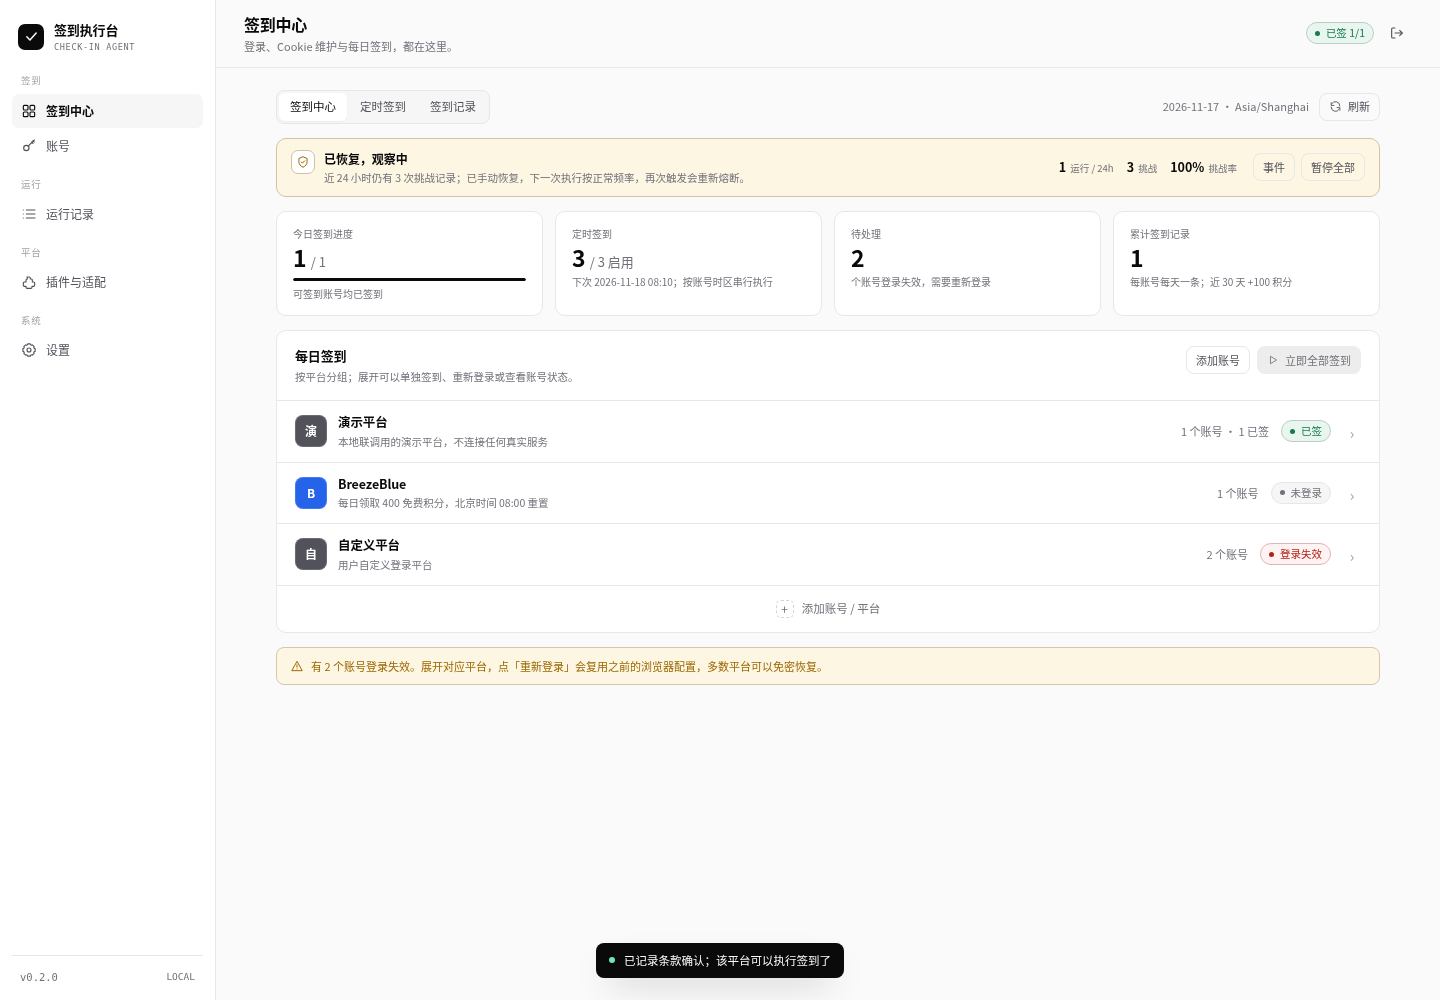 签到执行台
CHECK-IN AGENT
签到
签到中心
账号
运行
运行记录
平台
插件与适配
系统
设置
v0.2.0
LOCAL
签到中心
登录、Cookie 维护与每日签到，都在这里。
已签 1/1
签到中心
定时签到
签到记录
2026-11-17 · Asia/Shanghai
刷新
已恢复，观察中
近 24 小时仍有 3 次挑战记录；已手动恢复，下一次执行按正常频率，再次触发会重新熔断。
1 运行 / 24h
3 挑战
100% 挑战率
事件
暂停全部
今日签到进度
1 / 1
可签到账号均已签到
定时签到
3 / 3 启用
下次 2026-11-18 08:10；按账号时区串行执行
待处理
2
个账号登录失效，需要重新登录
累计签到记录
1
每账号每天一条；近 30 天 +100 积分
每日签到
按平台分组；展开可以单独签到、重新登录或查看账号状态。
添加账号
立即全部签到
演
演示平台
本地联调用的演示平台，不连接任何真实服务
1 个账号 · 1 已签
已签
B
BreezeBlue
每日领取 400 免费积分，北京时间 08:00 重置
1 个账号
未登录
自
自定义平台
用户自定义登录平台
2 个账号
登录失效
+ 添加账号 / 平台
有 2 个账号登录失效。展开对应平台，点「重新登录」会复用之前的浏览器配置，多数平台可以免密恢复。
已记录条款确认；该平台可以执行签到了